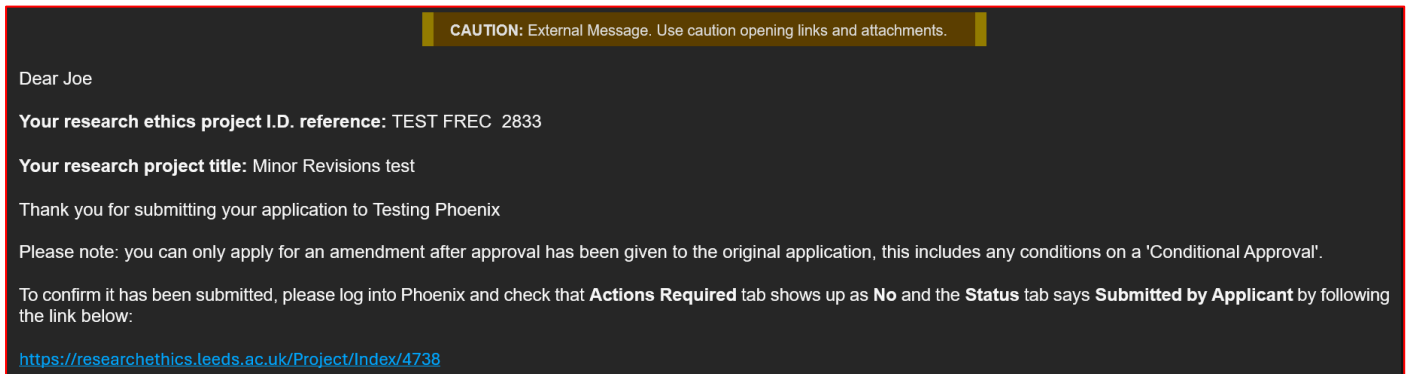 CAUTION: External Message. Use caution opening links and attachments.
Dear Joe
Your research ethics project I.D. reference: TEST FREC  2833
Your research project title: Minor Revisions test
Thank you for submitting your application to Testing Phoenix
Please note: you can only apply for an amendment after approval has been given to the original application, this includes any conditions on a 'Conditional Approval'.
To confirm it has been submitted, please log into Phoenix and check that Actions Required tab shows up as No and the Status tab says Submitted by Applicant by following
the link below:
https://researchethics.leeds.ac.uk/Project/Index/4738